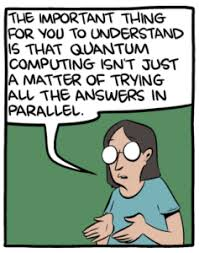 THE IMPORTANT THING
FOR YOU TO UNDERSTAND
IS THAT QUANTUM
COMPUTING ISN'T JUST
A MATTER OF TRYING
ALL THE ANSWERS IN
PARALLEL.